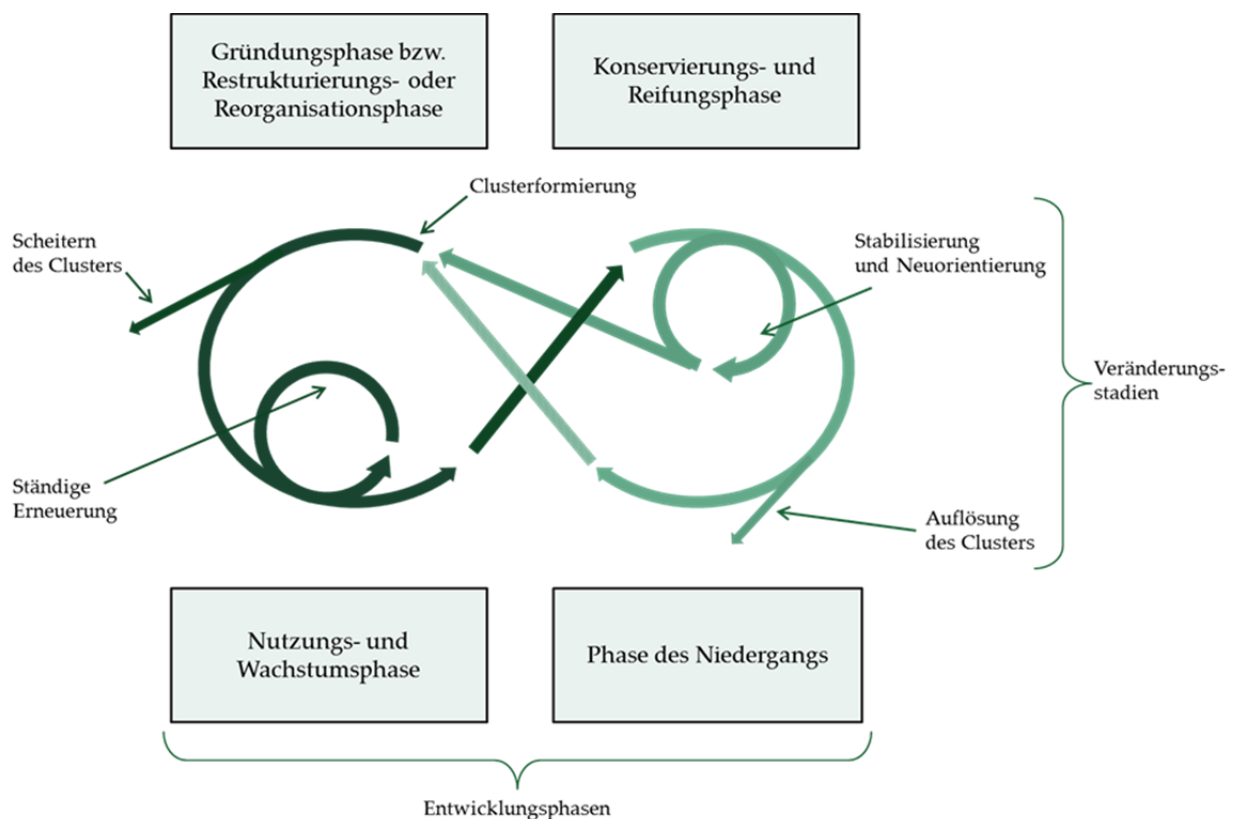 Gründungsphase bzw.
Restrukturierungs- oder
Reorganisationsphase
Konservierungs- und
Reifungsphase
Clusterformierung
Scheitern
des Clusters
Stabilisierung
und Neuorientierung
Veränderungs-
stadien
Ständige
Erneuerung
Auflösung
des Clusters
Nutzungs- und
Wachstumsphase
Phase des Niedergangs
Entwicklungsphasen